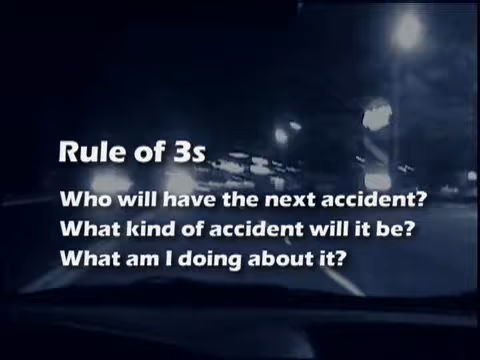 Rule of 3s
Who will have the next accident?
What kind of accident will it be?
What am I doing about it?